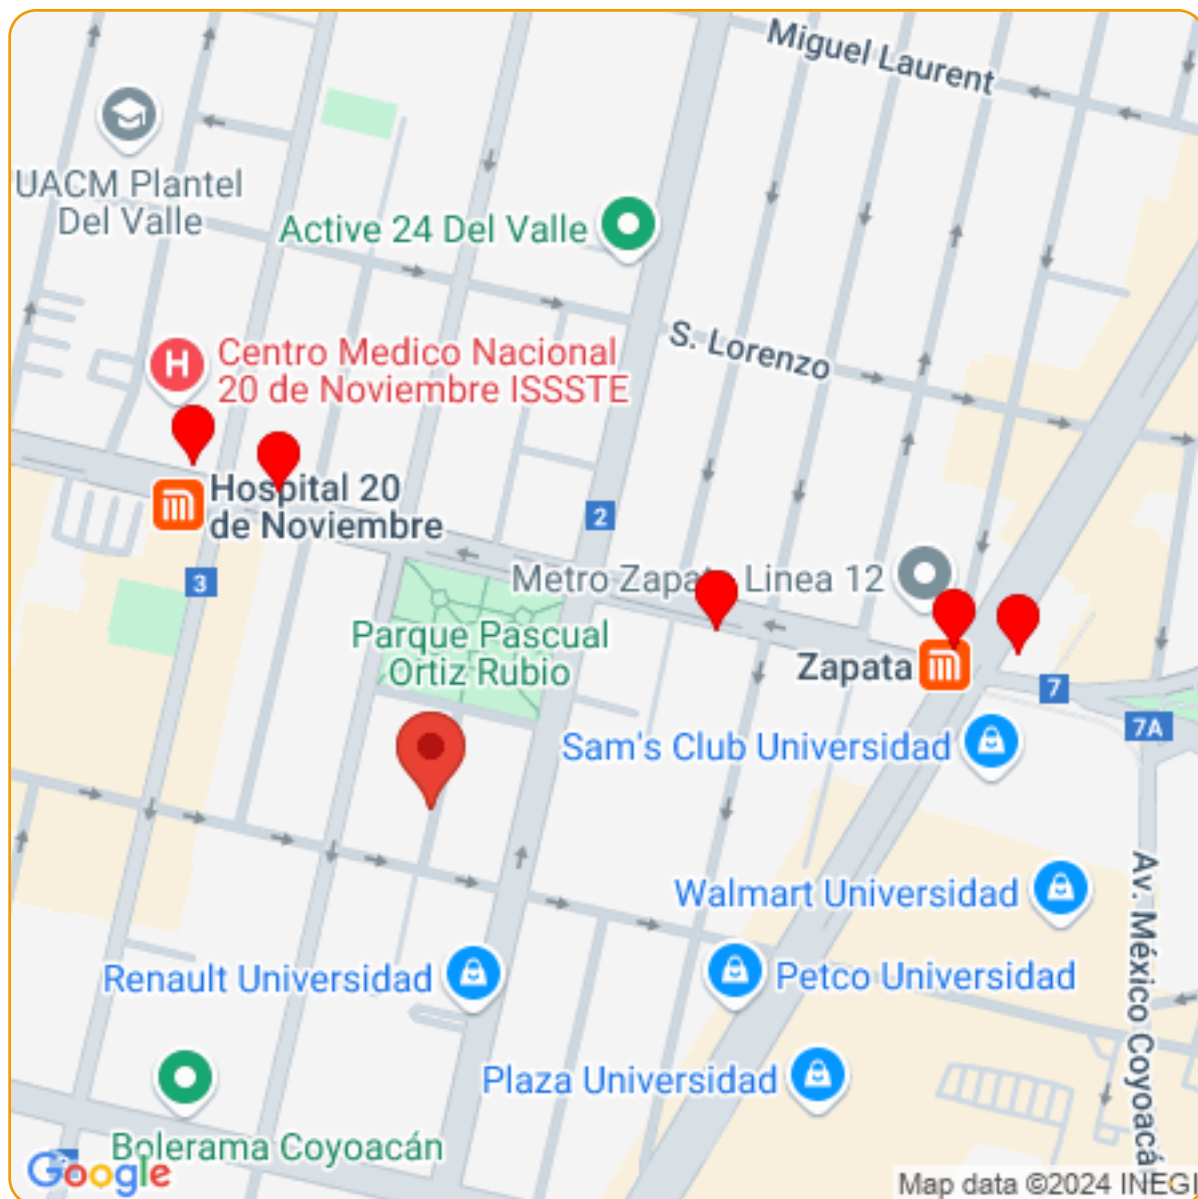 Miguel Laurent
UACM Plantel
Del Valle
Active 24 Del Valle
S. Lorenzo
Centro Medico Nacional
20 de Noviembre ISSSTE
Hospital 20
de Noviembre
2
3
Metro Zapata Linea 12
Parque Pascual
Ortiz Rubio
Zapata
7
7A
Sam's Club Universidad
Walmart Universidad
Av. México Coyoacá
Renault Universidad
Petco Universidad
Plaza Universidad
Bolerama Coyoacán
Google
Map data ©2024 INEGI